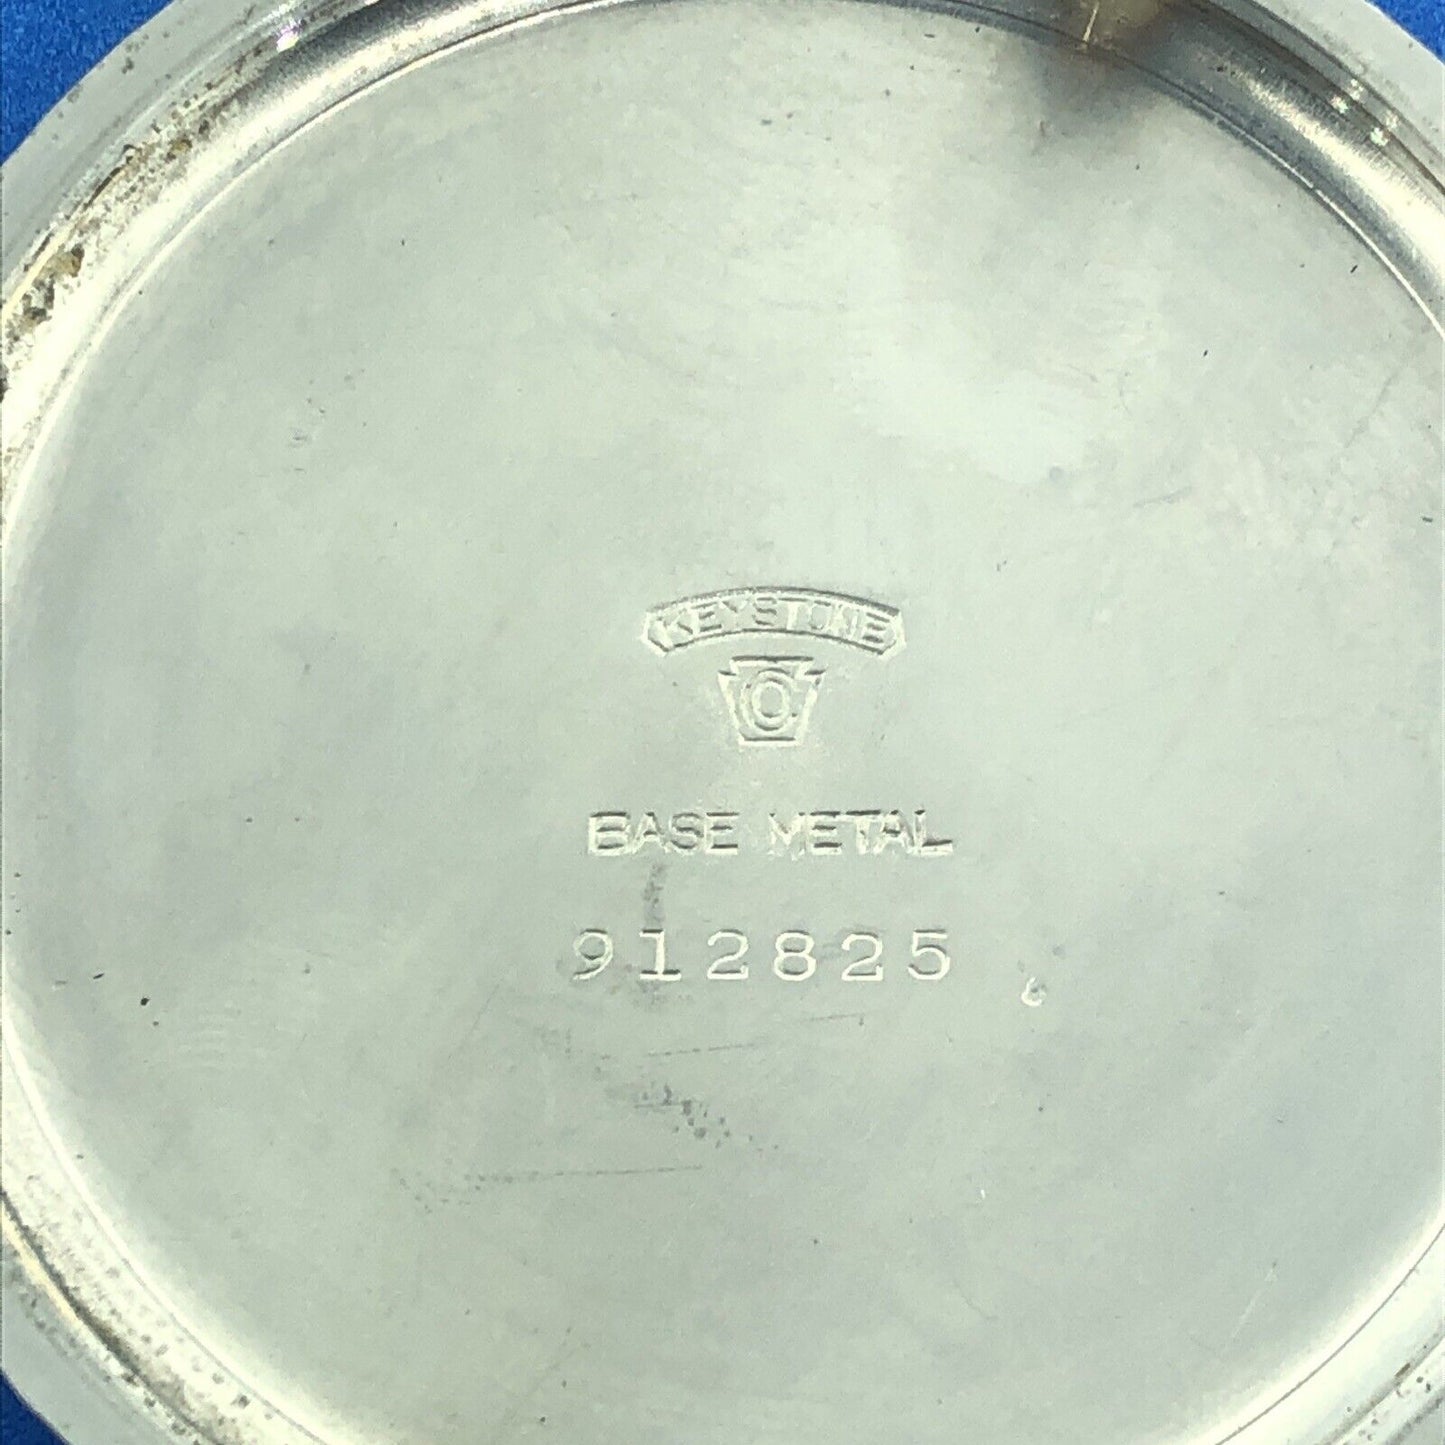 KEYSTONE
O
BASE METAL
912825